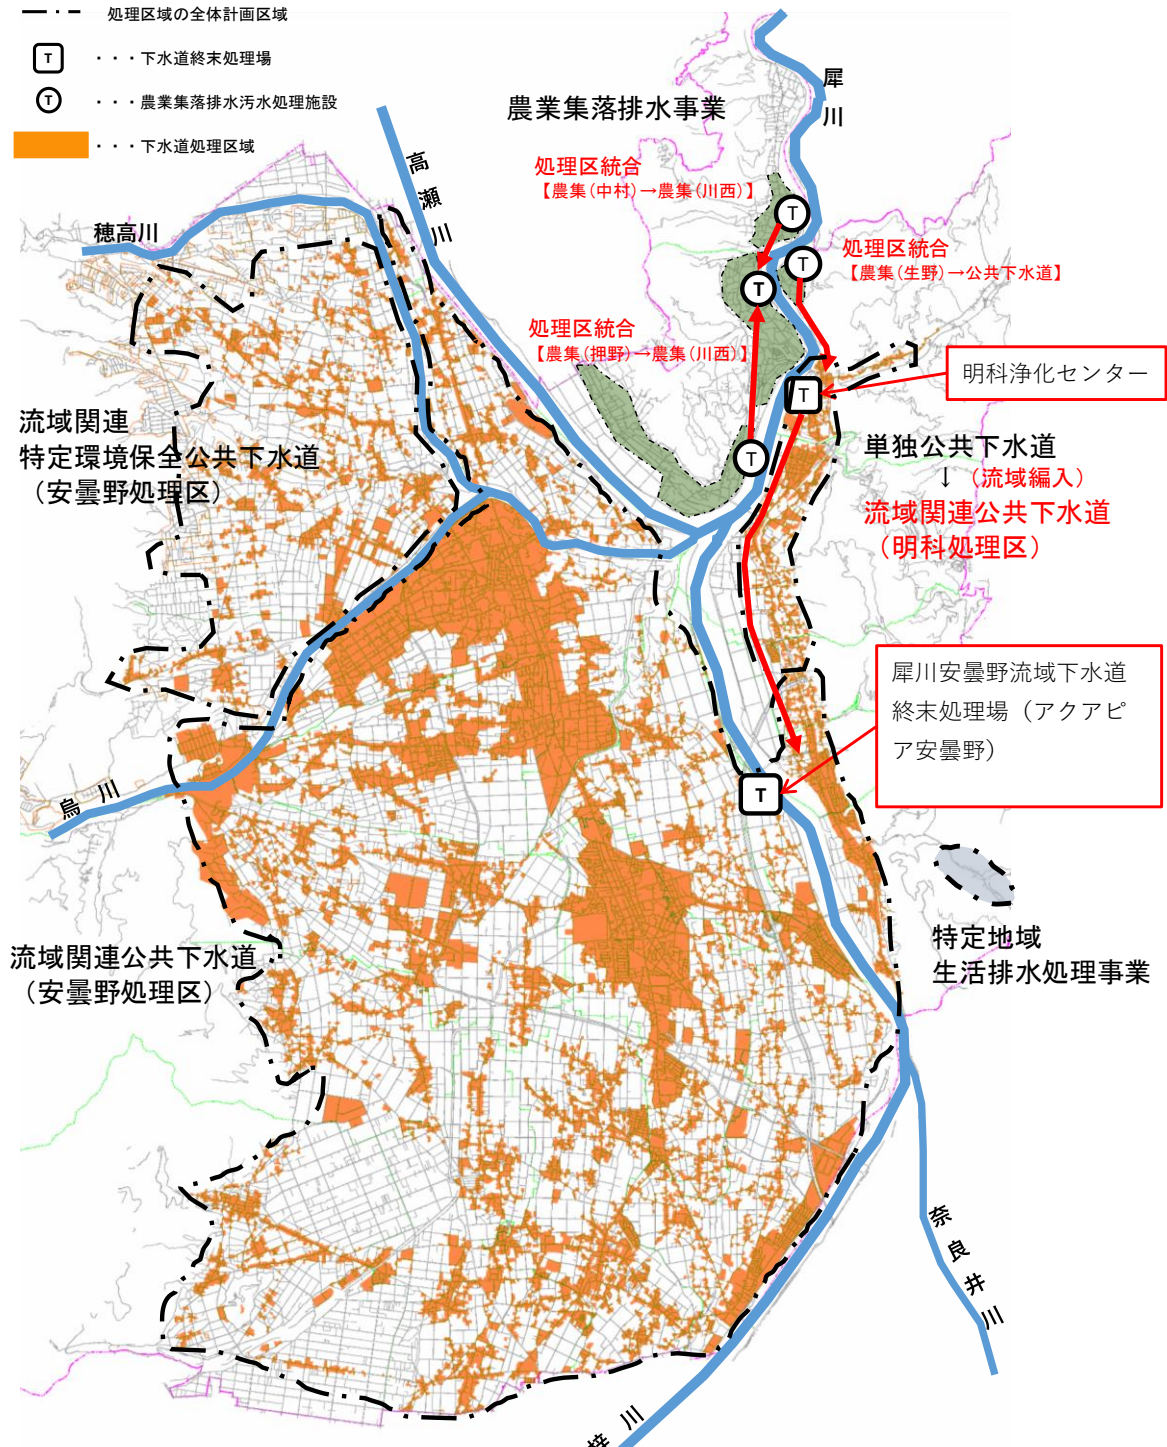 処理区域の全体計画区域
T ・・・下水道終末処理場
T ・・・農業集落排水汚水処理施設
・・・下水道処理区域
農業集落排水事業
犀川
高瀬川
穂高川
処理区統合
【農集(中村)→農集(川西)】
T
T
処理区統合
【農集(生野)→公共下水道】
T
処理区統合
【農集(押野)→農集(川西)】
明科浄化センター
T
流域関連
特定環境保全公共下水道
（安曇野処理区）
T
単独公共下水道
↓（流域編入）
流域関連公共下水道
（明科処理区）
犀川安曇野流域下水道
終末処理場（アクアピ
ア安曇野）
烏川
T
特定地域
生活排水処理事業
流域関連公共下水道
（安曇野処理区）
奈良井川
川